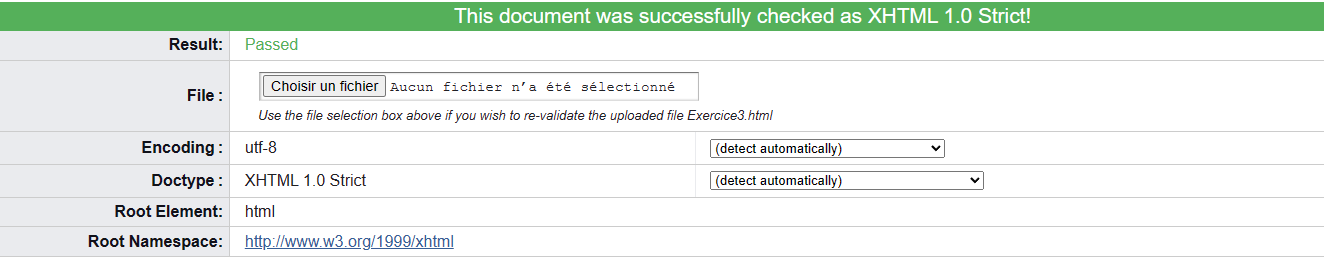 This document was successfully checked as XHTML 1.0 Strict!
Result: Passed
File : Choisir un fichier Aucun fichier n’a été sélectionné
Use the file selection box above if you wish to re-validate the uploaded file Exercice3.html
Encoding : utf-8 (detect automatically)
Doctype : XHTML 1.0 Strict (detect automatically)
Root Element: html
Root Namespace: http://www.w3.org/1999/xhtml